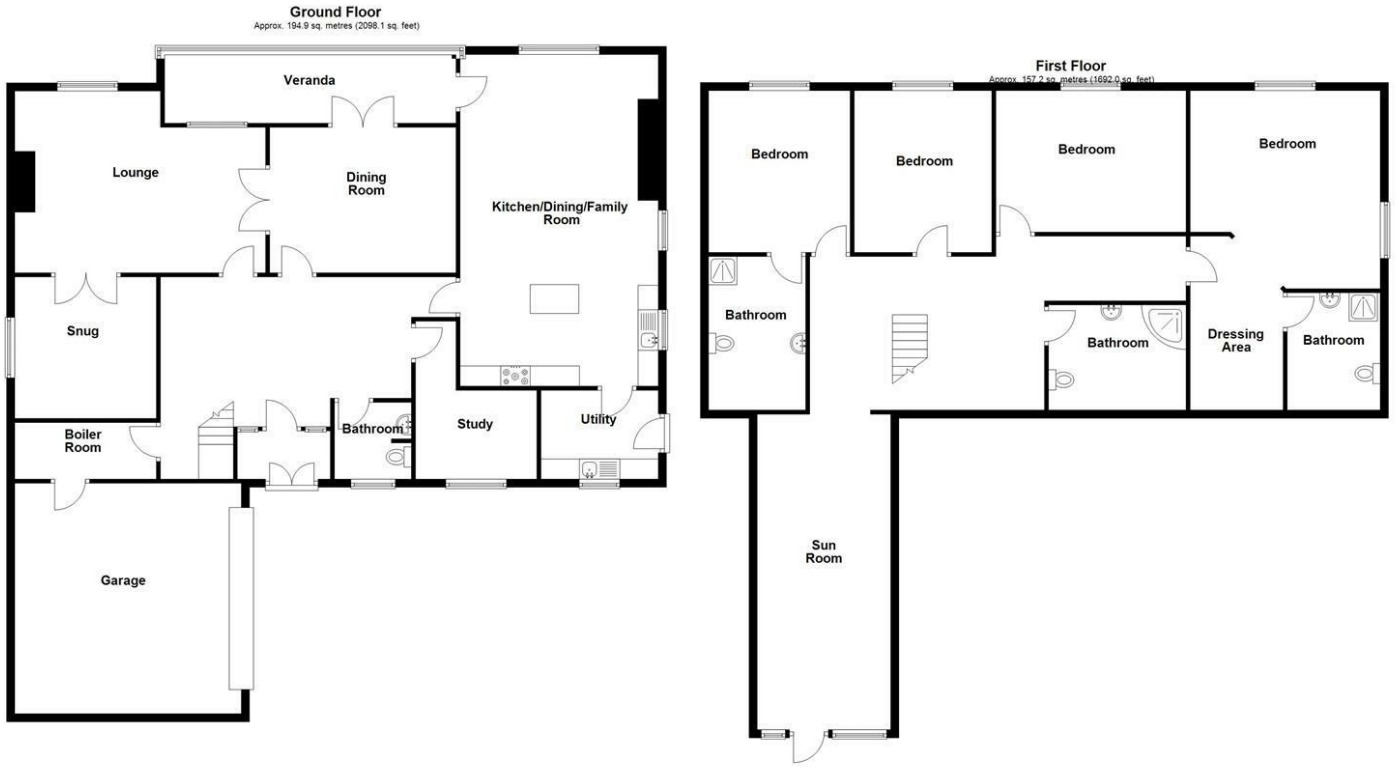 Ground Floor
Approx. 194.9 sq. metres (2098.1 sq. feet)
Veranda
Lounge
Dining
Room
Kitchen/Dining/Family
Room
Snug
Boiler
Room
Bathroom
Study
Utility
Garage
First Floor
Approx. 157.2 sq. metres (1692.0 sq. feet)
Bedroom
Bedroom
Bedroom
Bedroom
Bathroom
Bathroom
Dressing
Area
Bathroom
Sun
Room